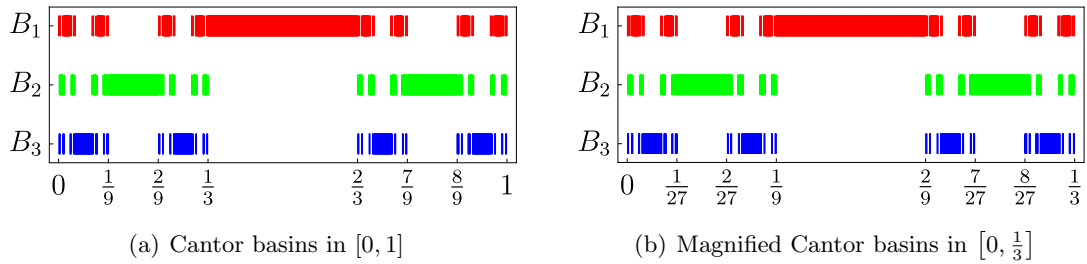 B₁
B₂
B₃
0 1/9 2/9 1/3 2/3 7/9 8/9 1
(a) Cantor basins in [0, 1]
B₁
B₂
B₃
0 1/27 2/27 1/9 2/9 7/27 8/27 1/3
(b) Magnified Cantor basins in [0, 1/3]